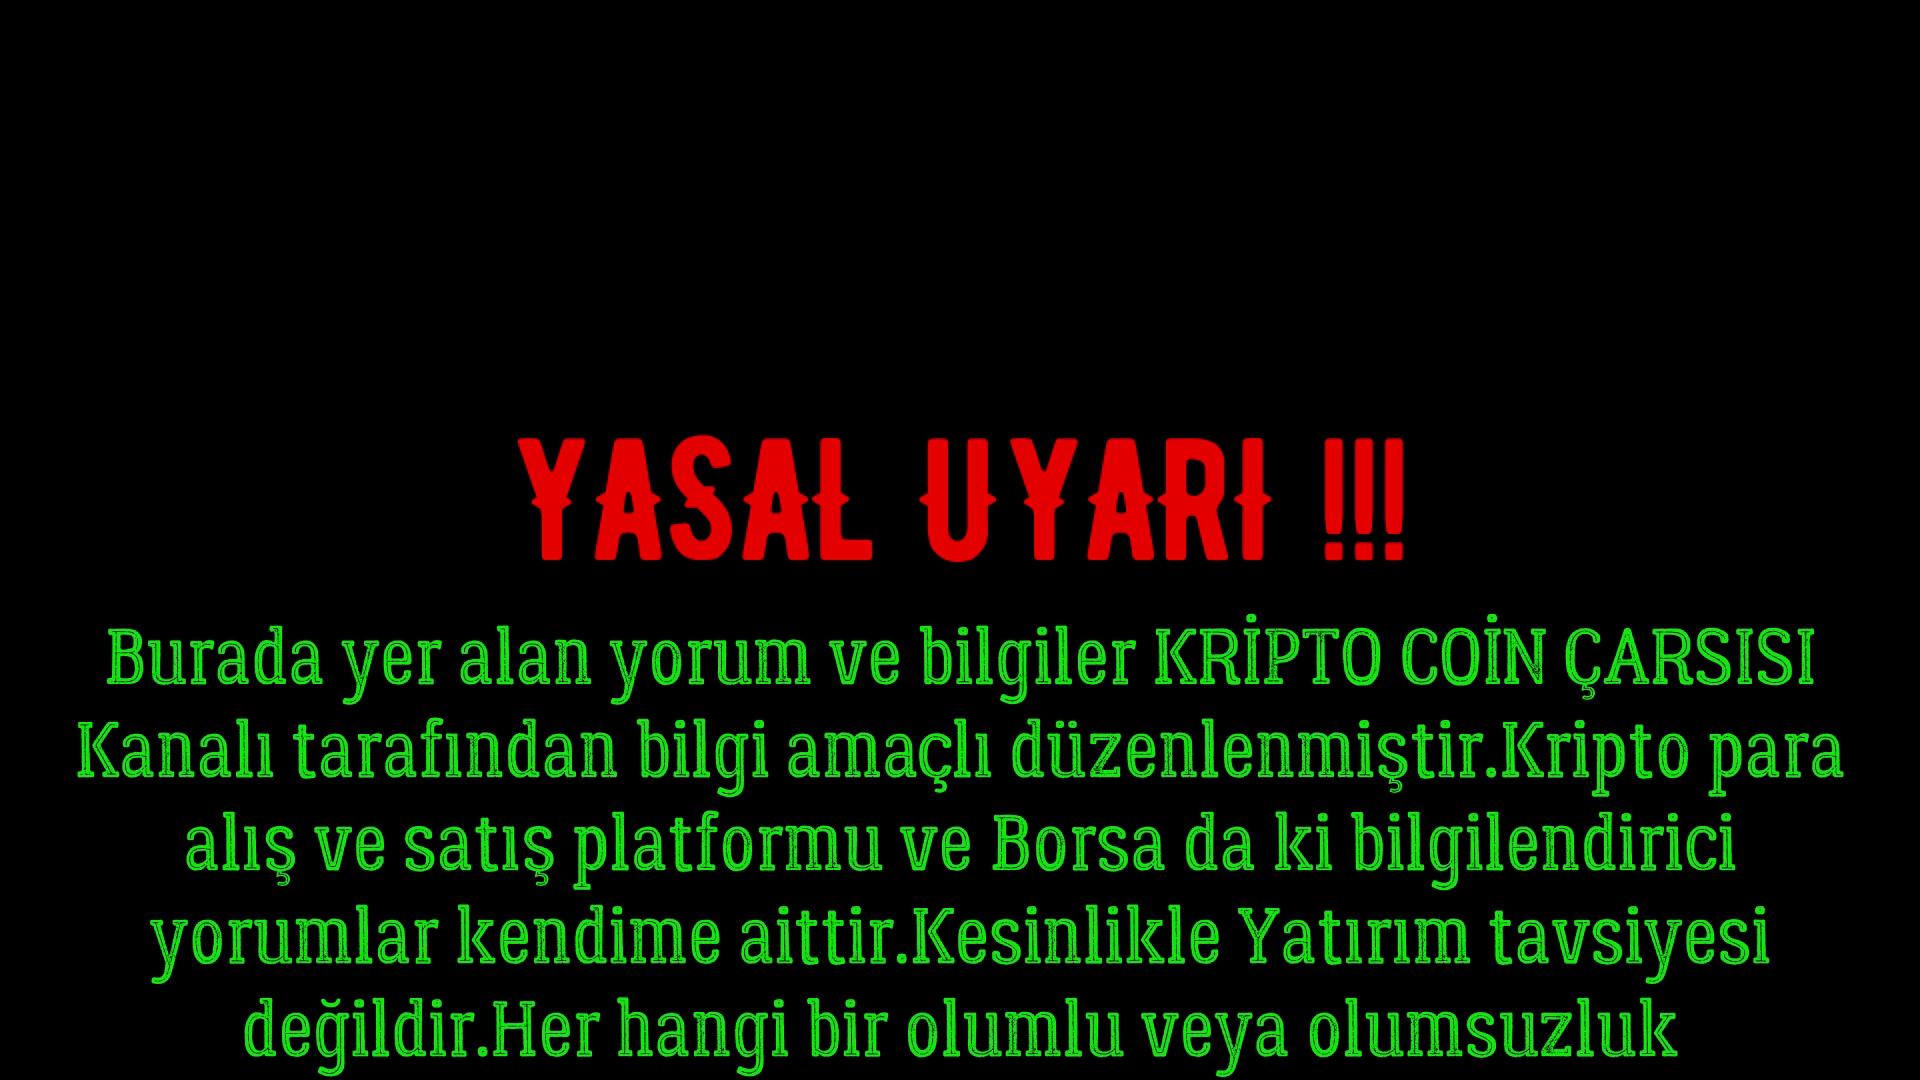 YASAL UYARI !!!
Burada yer alan yorum ve bilgiler KRİPTO COİN ÇARSISI
Kanalı tarafından bilgi amaçlı düzenlenmiştir.Kripto para
alış ve satış platformu ve Borsa da ki bilgilendirici
yorumlar kendime aittir.Kesinlikle Yatırım tavsiyesi
değildir.Her hangi bir olumlu veya olumsuzluk